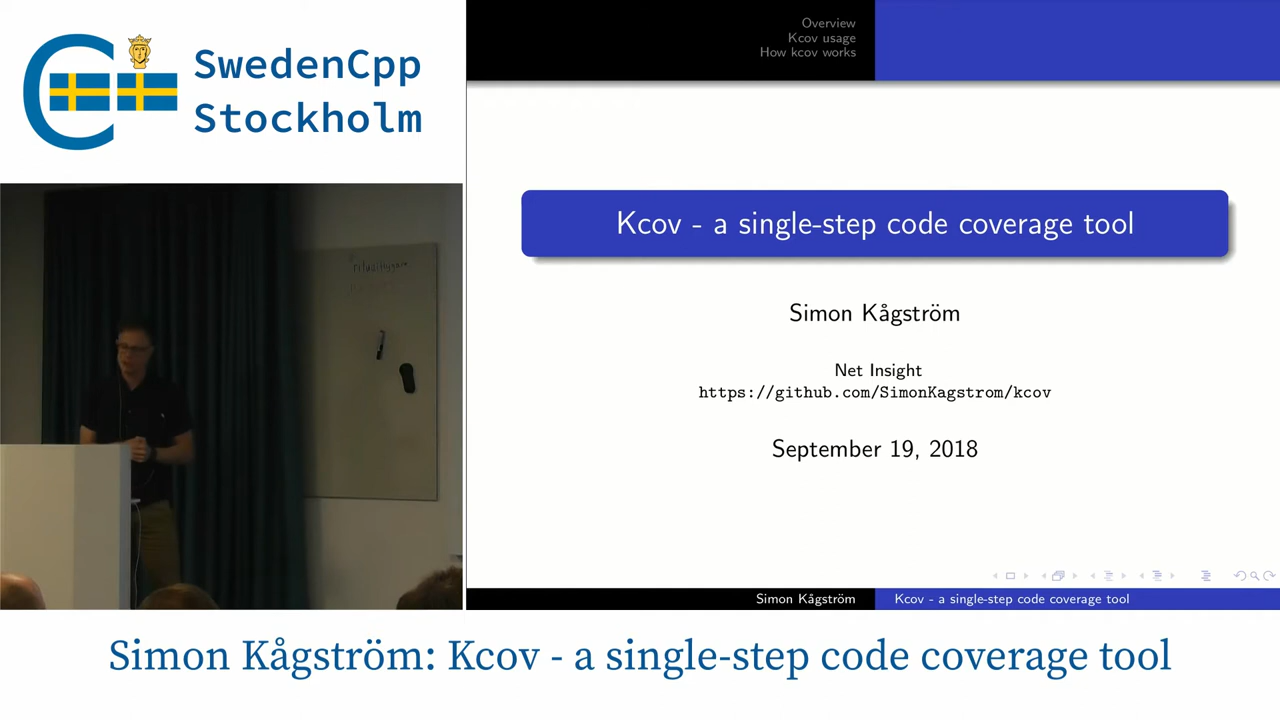 SwedenCpp
Stockholm
Overview
Kcov usage
How kcov works
Kcov - a single-step code coverage tool
Simon Kågström
Net Insight
https://github.com/SimonKagstrom/kcov
September 19, 2018
Simon Kågström
Kcov - a single-step code coverage tool
Simon Kågström: Kcov - a single-step code coverage tool